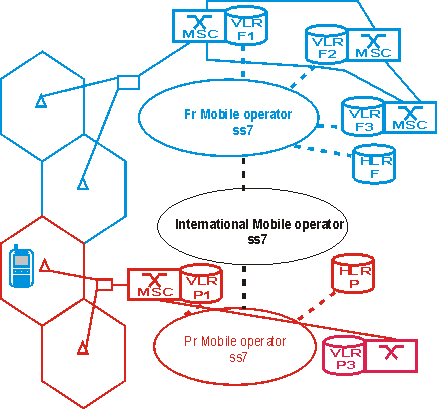 MSC
VLR
F1
VLR
F2
MSC
Fr Mobile operator
ss7
VLR
F3
MSC
HLR
F
International Mobile operator
ss7
MSC
VLR
P1
HLR
P
Pr Mobile operator
ss7
VLR
P3